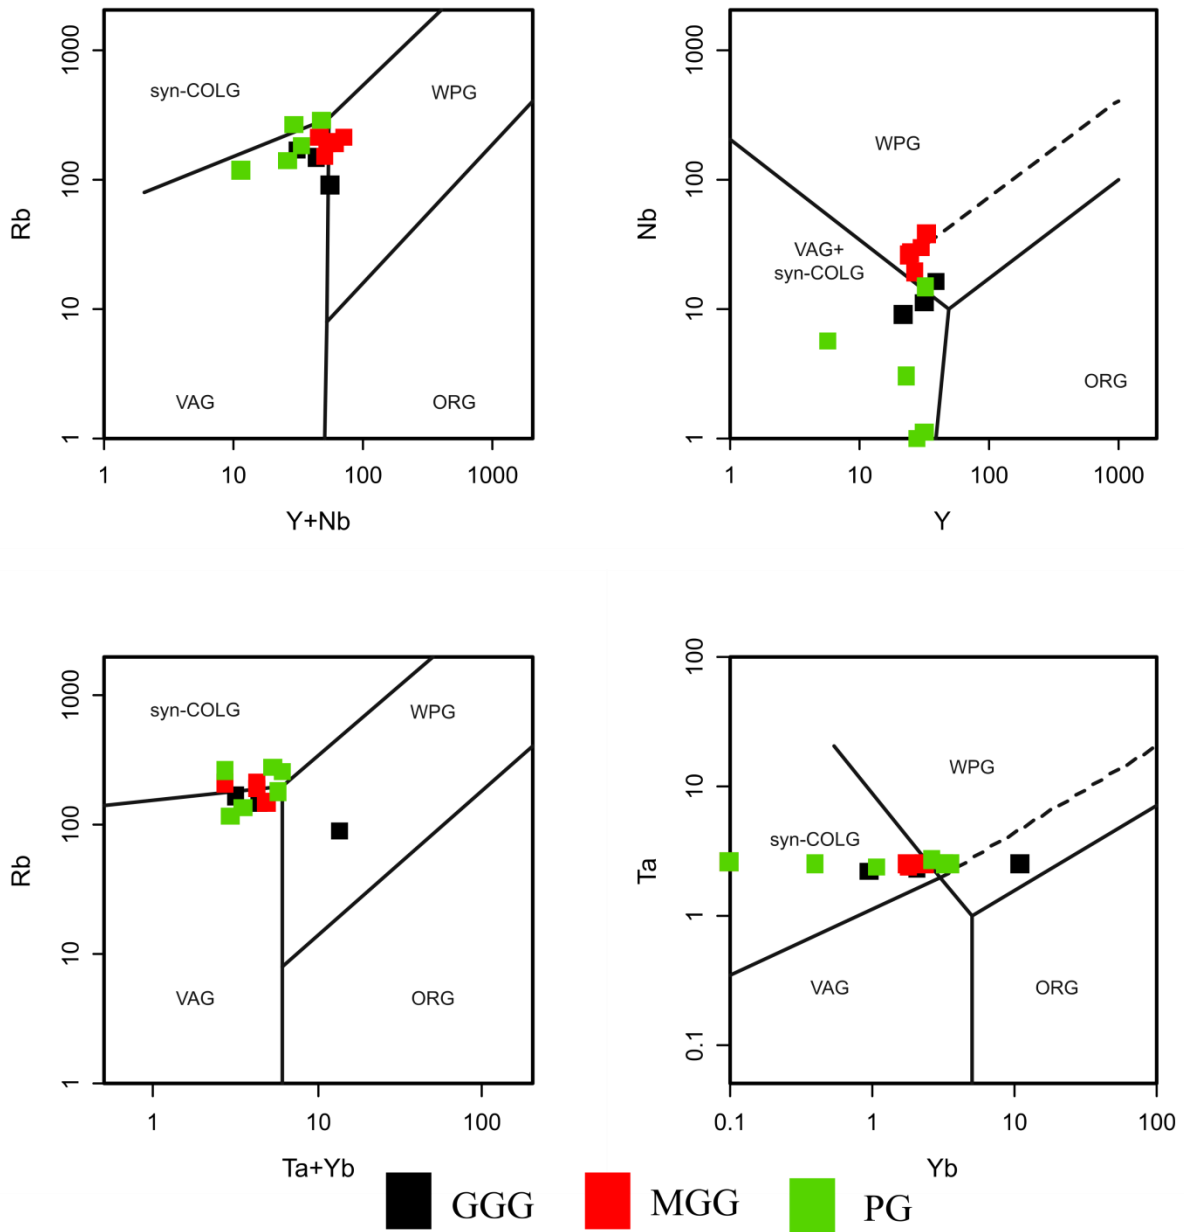 1000
100
10
1
Rb
syn-COLG
WPG
VAG
ORG
1 10 100 1000
Y+Nb
1000
100
10
1
Nb
WPG
VAG+
syn-COLG
ORG
1 10 100 1000
Y
1000
100
10
1
Rb
syn-COLG
WPG
VAG
ORG
1 10 100
Ta+Yb
100
10
1
0.1
Ta
WPG
syn-COLG
VAG
ORG
0.1 1 10 100
Yb
GGG MGG PG